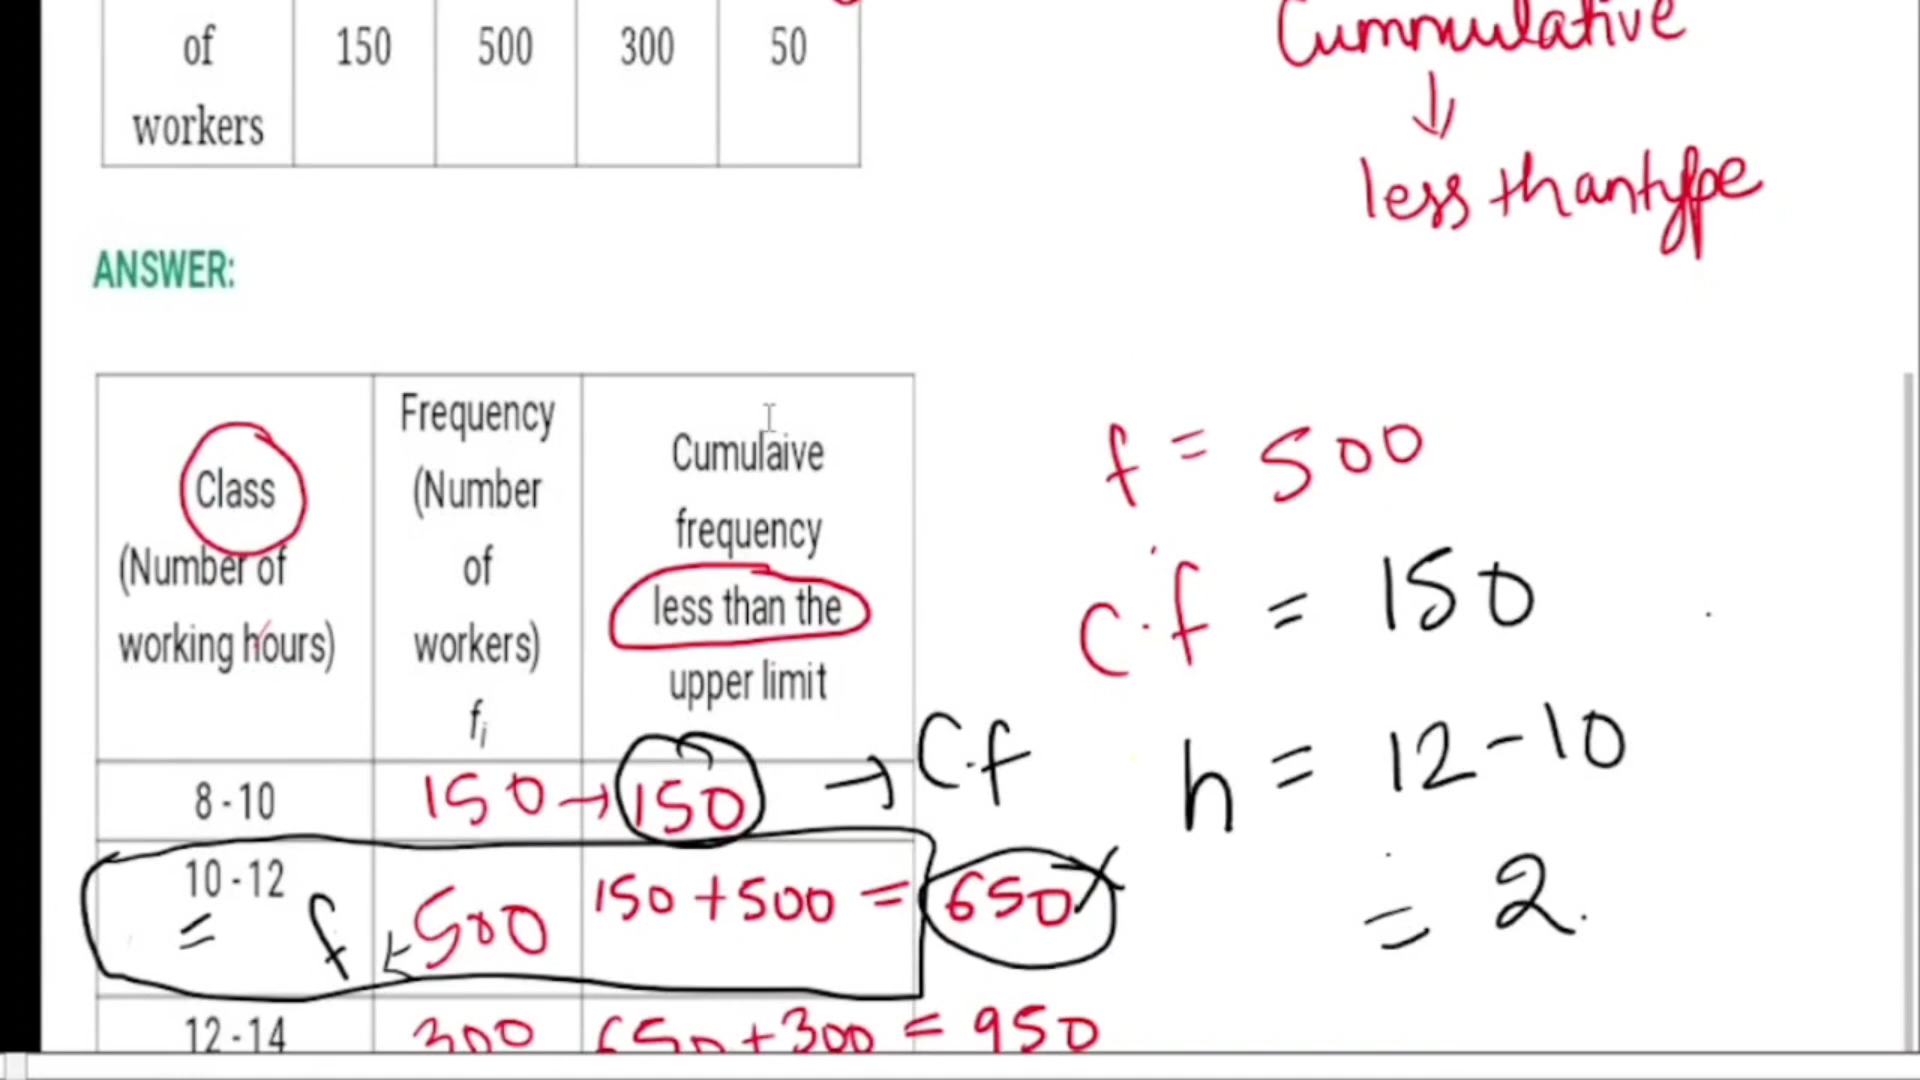 of 150 500 300 50
workers
Cummulative
↓
less than type
ANSWER:
Class
(Number of
working hours)
Frequency
(Number
of
workers)
fi
Cumulaive
frequency
less than the
upper limit
f = 500
c.f = 150
h = 12-10
= 2.
8 - 10 150 → 150 → C.f
10 - 12 = f 500 150 + 500 = 650
12 - 14 300 650 + 300 = 950